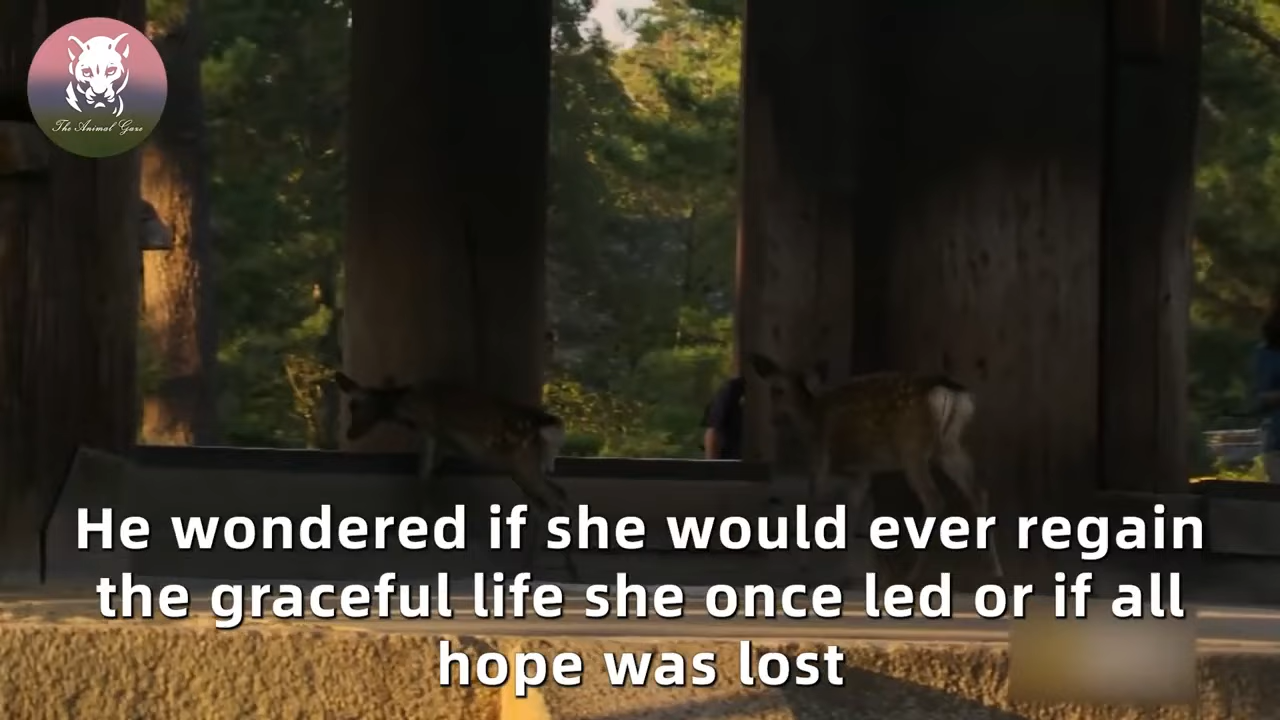 The Animal Gaze
He wondered if she would ever regain
the graceful life she once led or if all
hope was lost